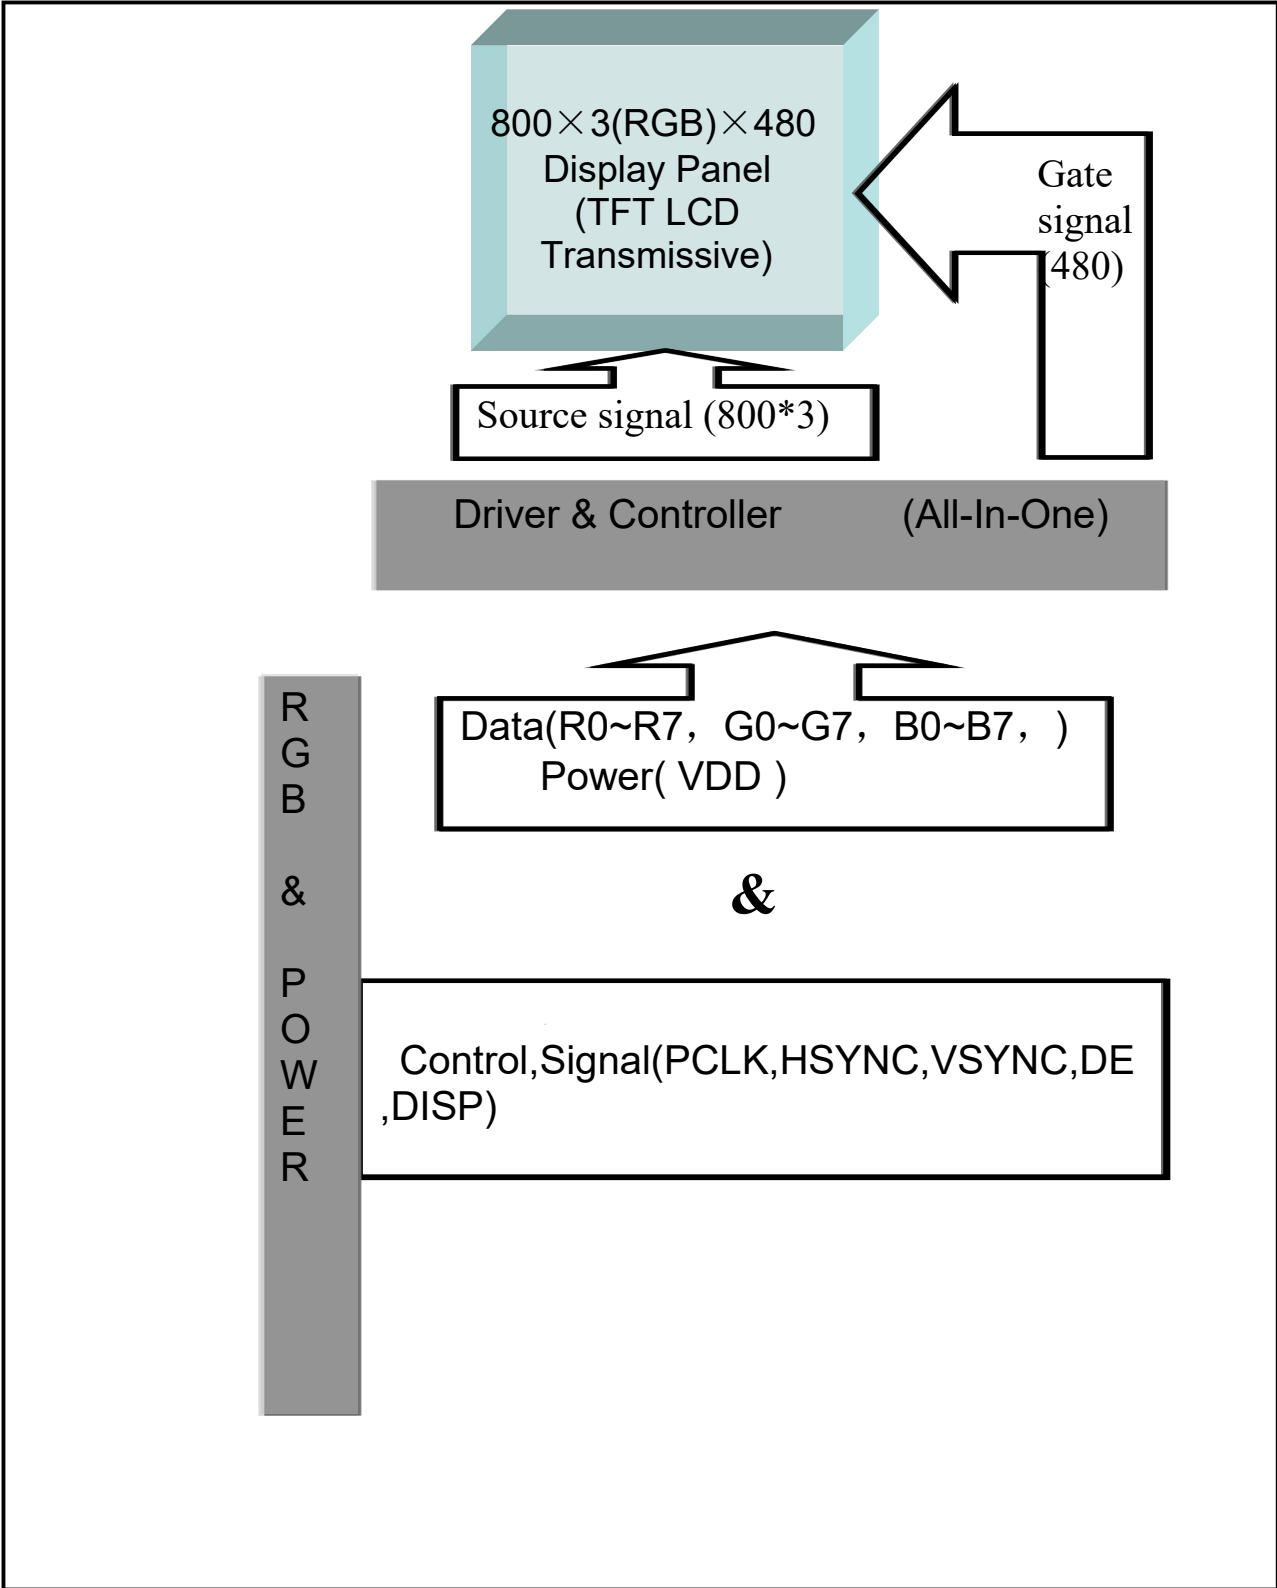 800×3(RGB)×480
Display Panel
(TFT LCD
Transmissive)
Gate
signal
(480)
Source signal (800*3)
Driver & Controller (All-In-One)
R
G
B
&
P
O
W
E
R
Data(R0~R7，G0~G7，B0~B7，)
Power( VDD )
&
Control,Signal(PCLK,HSYNC,VSYNC,DE
,DISP)